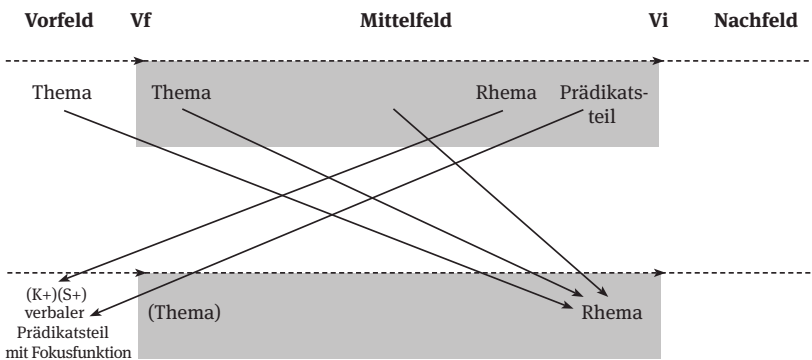 Vorfeld Vf Mittelfeld Vi Nachfeld
Thema Thema Rhema Prädikats-
teil
(K+)(S+)
verbaler
Prädikatsteil
mit Fokusfunktion
(Thema) Rhema